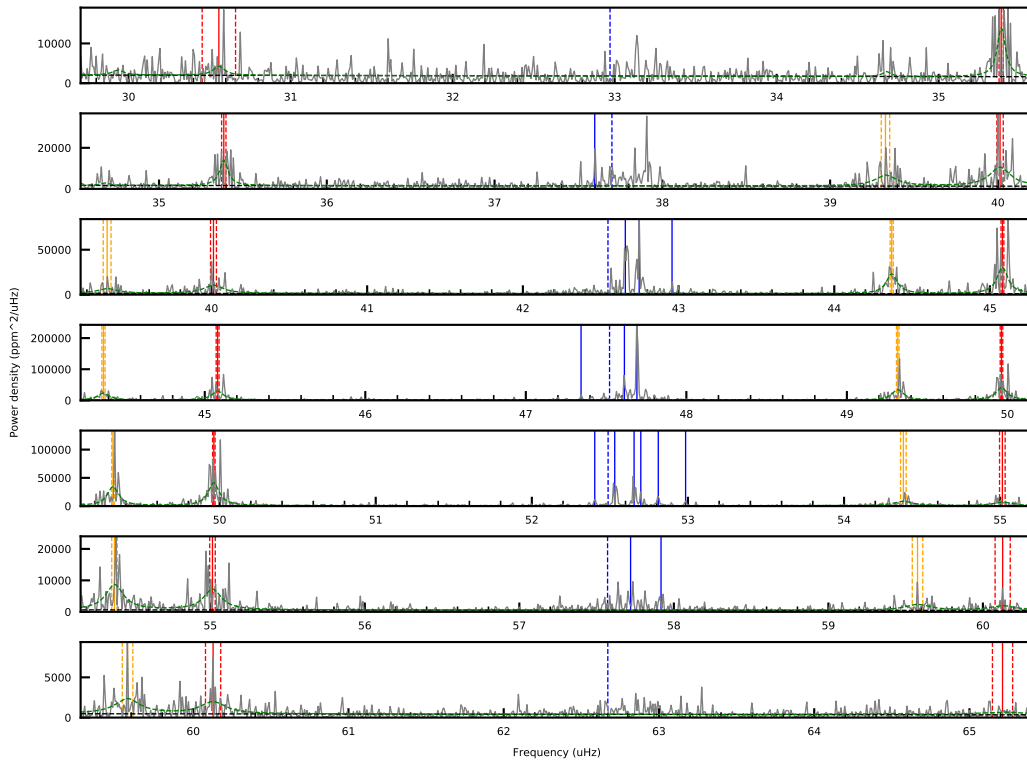 10000
0
30 31 32 33 34 35
20000
0
35 36 37 38 39 40
50000
0
40 41 42 43 44 45
200000
100000
0
45 46 47 48 49 50
Power density (ppm^2/uHz)
100000
50000
0
50 51 52 53 54 55
20000
10000
0
55 56 57 58 59 60
5000
0
60 61 62 63 64 65
Frequency (uHz)